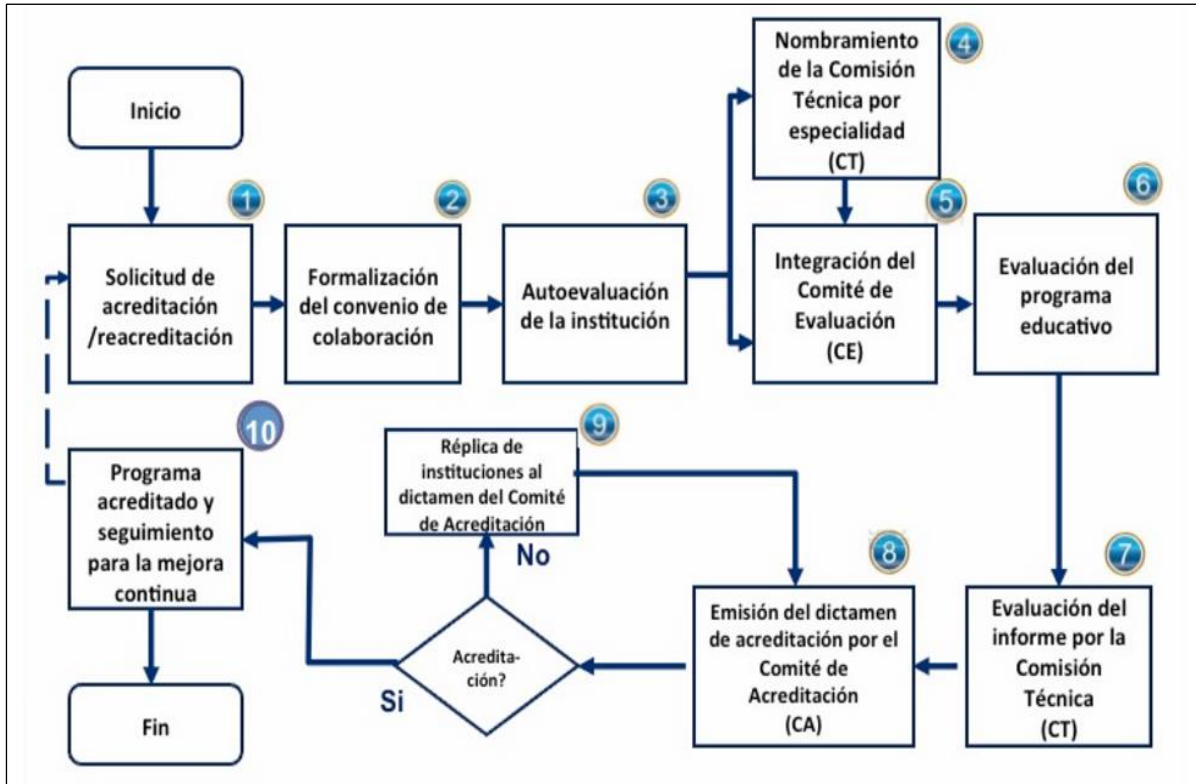 Inicio
1
Solicitud de
acreditación
/reacreditación
2
Formalización
del convenio de
colaboración
3
Autoevaluación
de la institución
4
Nombramiento
de la Comisión
Técnica por
especialidad
(CT)
5
Integración del
Comité de
Evaluación
(CE)
6
Evaluación del
programa
educativo
7
Evaluación del
informe por la
Comisión
Técnica
(CT)
8
Emisión del dictamen
de acreditación por el
Comité de
Acreditación
(CA)
Acredita-
ción?
No
Si
9
Réplica de
instituciones al
dictamen del Comité
de Acreditación
10
Programa
acreditado y
seguimiento
para la mejora
continua
Fin